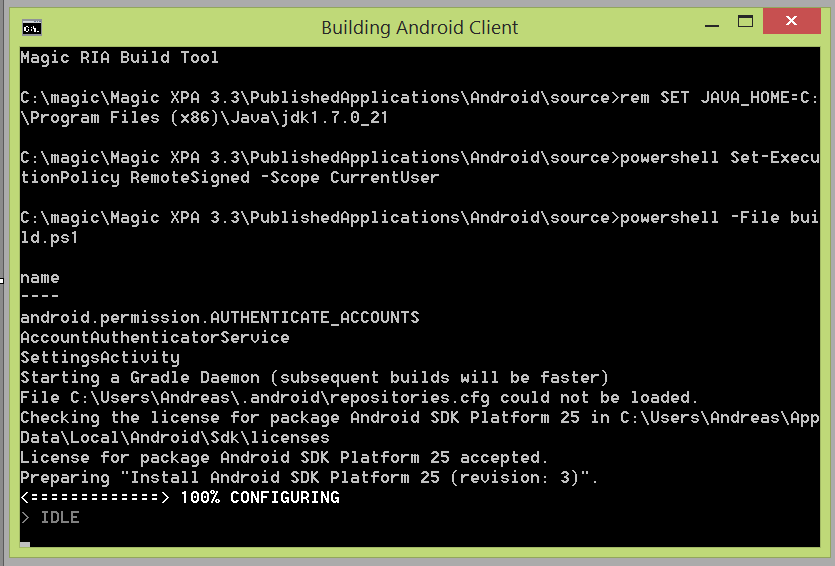 Building Android Client
Magic RIA Build Tool
C:\magic\Magic XPA 3.3\PublishedApplications\Android\source>rem SET JAVA_HOME=C:
\Program Files (x86)\Java\jdk1.7.0_21
C:\magic\Magic XPA 3.3\PublishedApplications\Android\source>powershell Set-Execu
tionPolicy RemoteSigned -Scope CurrentUser
C:\magic\Magic XPA 3.3\PublishedApplications\Android\source>powershell -File bui
ld.ps1
name
----
android.permission.AUTHENTICATE_ACCOUNTS
AccountAuthenticatorService
SettingsActivity
Starting a Gradle Daemon (subsequent builds will be faster)
File C:\Users\Andreas\.android\repositories.cfg could not be loaded.
Checking the license for package Android SDK Platform 25 in C:\Users\Andreas\App
Data\Local\Android\Sdk\licenses
License for package Android SDK Platform 25 accepted.
Preparing "Install Android SDK Platform 25 (revision: 3)".
<=============> 100% CONFIGURING
> IDLE